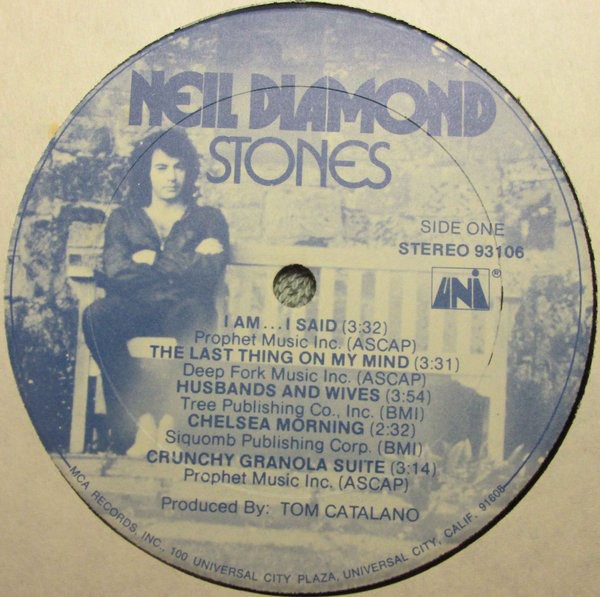 NEIL DIAMOND
STONES
SIDE ONE
STEREO 93106
UNI ®
I AM...I SAID (3:32)
Prophet Music Inc. (ASCAP)
THE LAST THING ON MY MIND (3:31)
Deep Fork Music Inc. (ASCAP)
HUSBANDS AND WIVES (3:54)
Tree Publishing Co., Inc. (BMI)
CHELSEA MORNING (2:32)
Siquomb Publishing Corp. (BMI)
CRUNCHY GRANOLA SUITE (3:14)
Prophet Music Inc. (ASCAP)
Produced By: TOM CATALANO
MCA RECORDS, INC., 100 UNIVERSAL CITY PLAZA, UNIVERSAL CITY, CALIF. 91608